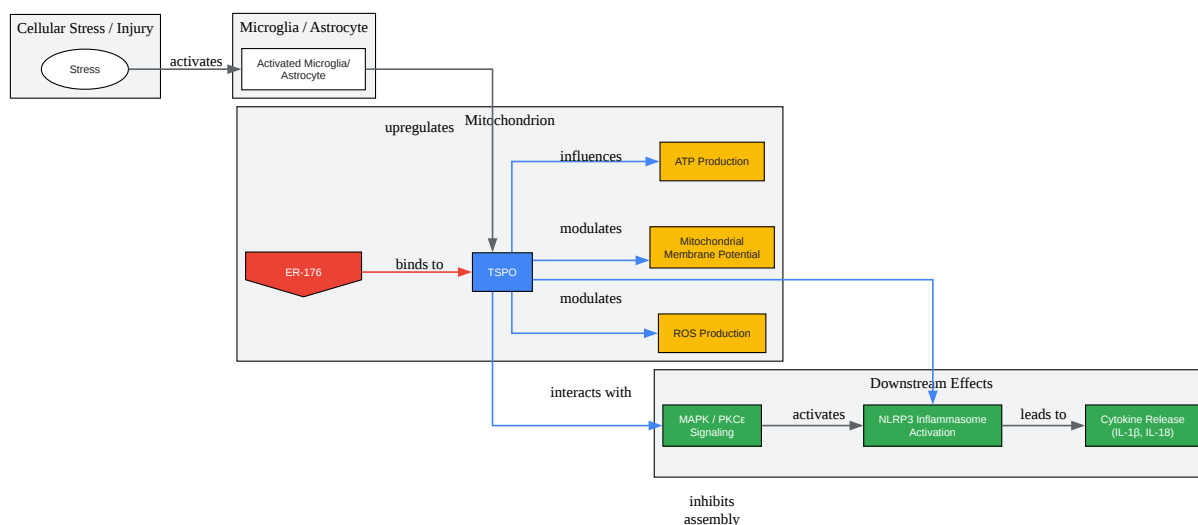 Cellular Stress / Injury
Microglia / Astrocyte
Stress
activates
Activated Microglia/
Astrocyte
Mitochondrion
upregulates
influences
ATP Production
modulates
Mitochondrial
Membrane Potential
ER-176
binds to
TSPO
modulates
ROS Production
Downstream Effects
interacts with
MAPK / PKCε
Signaling
activates
NLRP3 Inflammasome
Activation
leads to
Cytokine Release
(IL-1β, IL-18)
inhibits
assembly